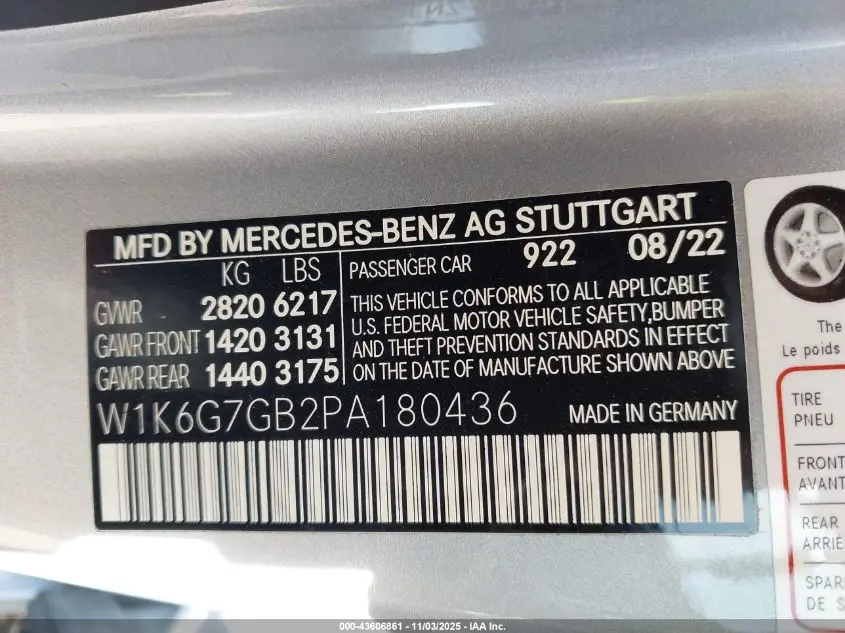 MFD BY MERCEDES-BENZ AG STUTTGART
KG LBS PASSENGER CAR 922 08/22
GVWR 2820 6217
GAWR FRONT 1420 3131
GAWR REAR 1440 3175
THIS VEHICLE CONFORMS TO ALL APPLICABLE
U.S. FEDERAL MOTOR VEHICLE SAFETY,BUMPER
AND THEFT PREVENTION STANDARDS IN EFFECT
ON THE DATE OF MANUFACTURE SHOWN ABOVE
W1K6G7GB2PA180436 MADE IN GERMANY
The
Le poids
TIRE
PNEU
FRONT
AVANT
REAR
ARRIÈ
SPAR
DE S
000-43606861 - 11/03/2025 - IAA Inc.